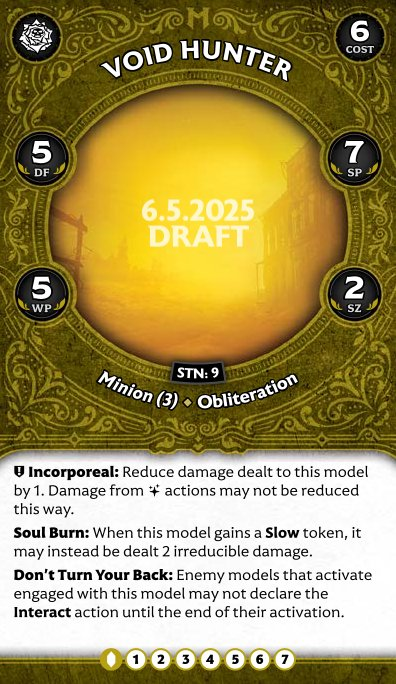 M
6
COST
VOID HUNTER
5
DF
7
SP
6.5.2025
DRAFT
5
WP
2
SZ
STN: 9
Minion (3) ⬥ Obliteration
Incorporeal: Reduce damage dealt to this model
by 1. Damage from actions may not be reduced
this way.
Soul Burn: When this model gains a Slow token, it
may instead be dealt 2 irreducible damage.
Don't Turn Your Back: Enemy models that activate
engaged with this model may not declare the
Interact action until the end of their activation.
1 2 3 4 5 6 7